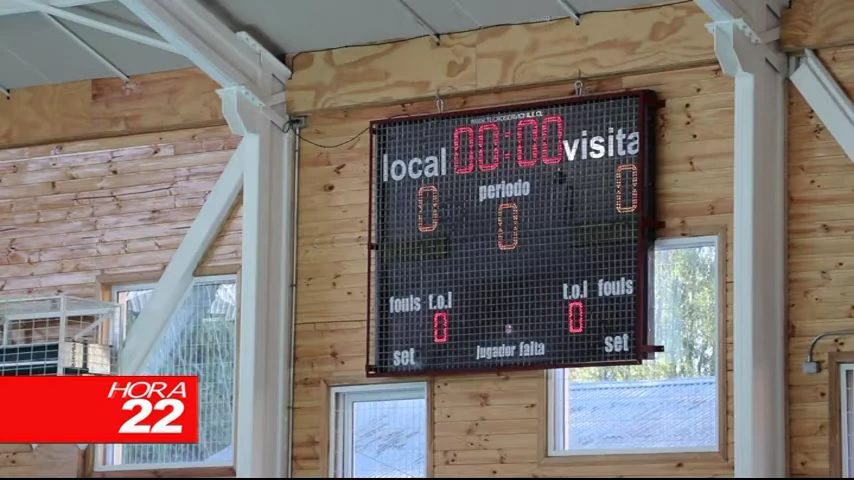 00:00
local
visita
periodo
0
0
0
fouls t.o.l
t.o.l fouls
0
0
set
jugador falta
set
HORA
22